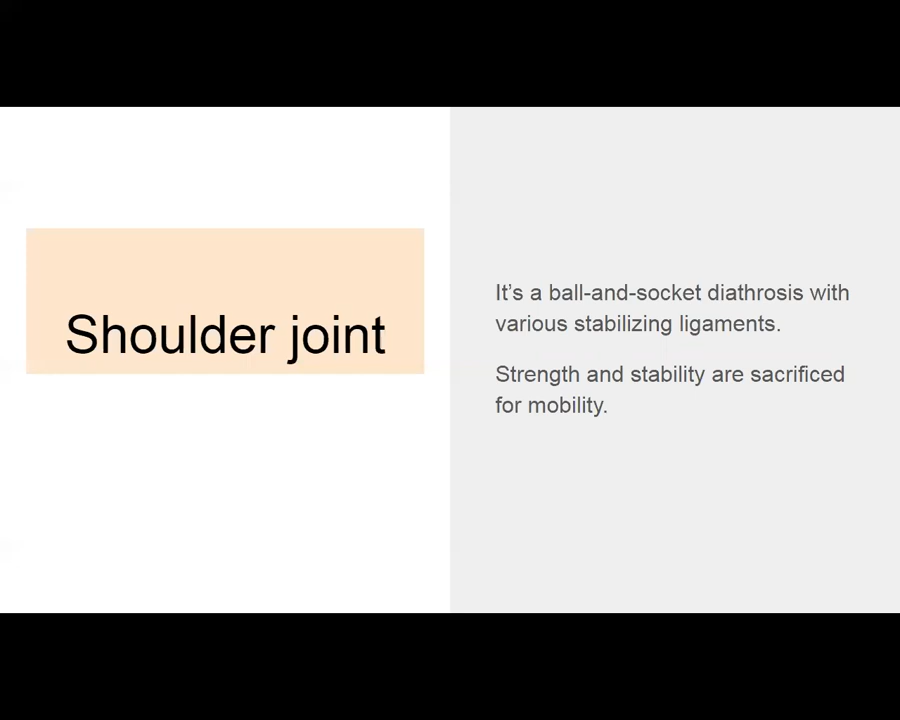 Shoulder joint
It’s a ball-and-socket diathrosis with
various stabilizing ligaments.
Strength and stability are sacrificed
for mobility.